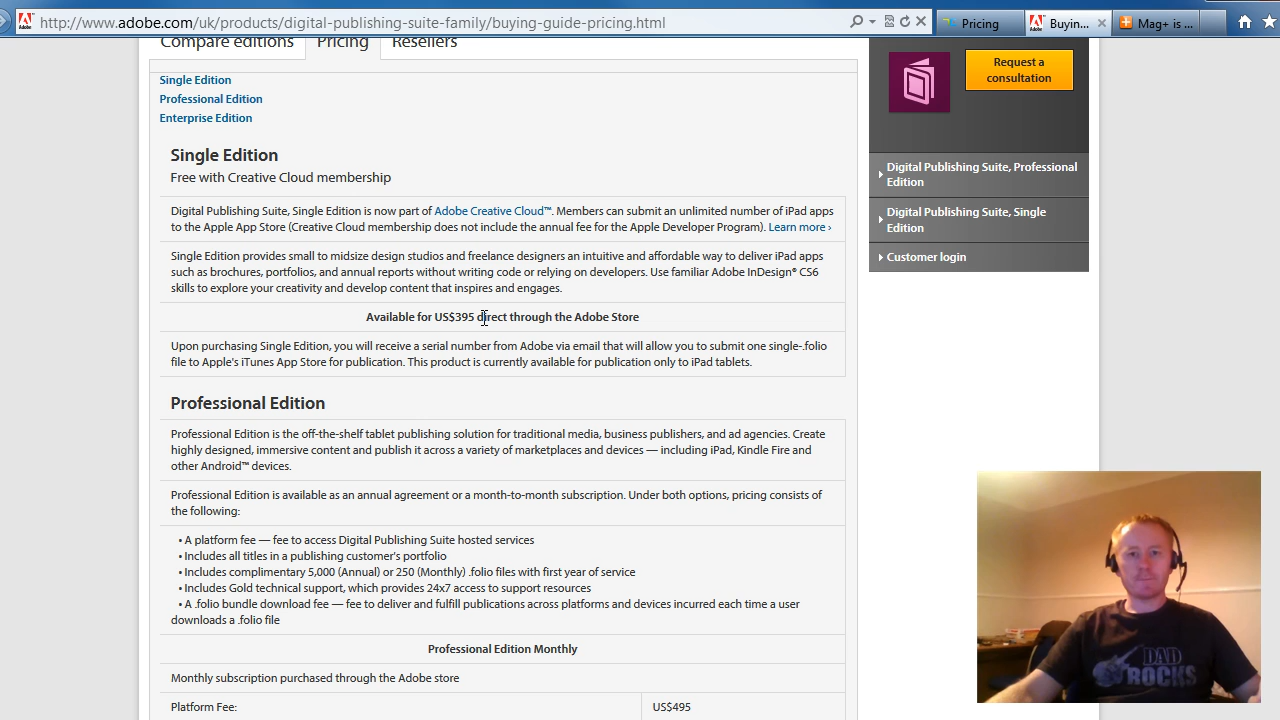 http://www.adobe.com/uk/products/digital-publishing-suite-family/buying-guide-pricing.html
Pricing
Buyin...
Mag+ is ...
Compare editions
Pricing
Resellers
Single Edition
Professional Edition
Enterprise Edition
Single Edition
Free with Creative Cloud membership
Digital Publishing Suite, Single Edition is now part of Adobe Creative Cloud™. Members can submit an unlimited number of iPad apps
to the Apple App Store (Creative Cloud membership does not include the annual fee for the Apple Developer Program). Learn more ›
Single Edition provides small to midsize design studios and freelance designers an intuitive and affordable way to deliver iPad apps
such as brochures, portfolios, and annual reports without writing code or relying on developers. Use familiar Adobe InDesign® CS6
skills to explore your creativity and develop content that inspires and engages.
Available for US$395 direct through the Adobe Store
Upon purchasing Single Edition, you will receive a serial number from Adobe via email that will allow you to submit one single-.folio
file to Apple's iTunes App Store for publication. This product is currently available for publication only to iPad tablets.
Professional Edition
Professional Edition is the off-the-shelf tablet publishing solution for traditional media, business publishers, and ad agencies. Create
highly designed, immersive content and publish it across a variety of marketplaces and devices — including iPad, Kindle Fire and
other Android™ devices.
Professional Edition is available as an annual agreement or a month-to-month subscription. Under both options, pricing consists of
the following:
• A platform fee — fee to access Digital Publishing Suite hosted services
• Includes all titles in a publishing customer's portfolio
• Includes complimentary 5,000 (Annual) or 250 (Monthly) .folio files with first year of service
• Includes Gold technical support, which provides 24x7 access to support resources
• A .folio bundle download fee — fee to deliver and fulfill publications across platforms and devices incurred each time a user
downloads a .folio file
Professional Edition Monthly
Monthly subscription purchased through the Adobe store
Platform Fee:
US$495
Request a
consultation
Digital Publishing Suite, Professional
Edition
Digital Publishing Suite, Single
Edition
Customer login
DAD
ROCKS